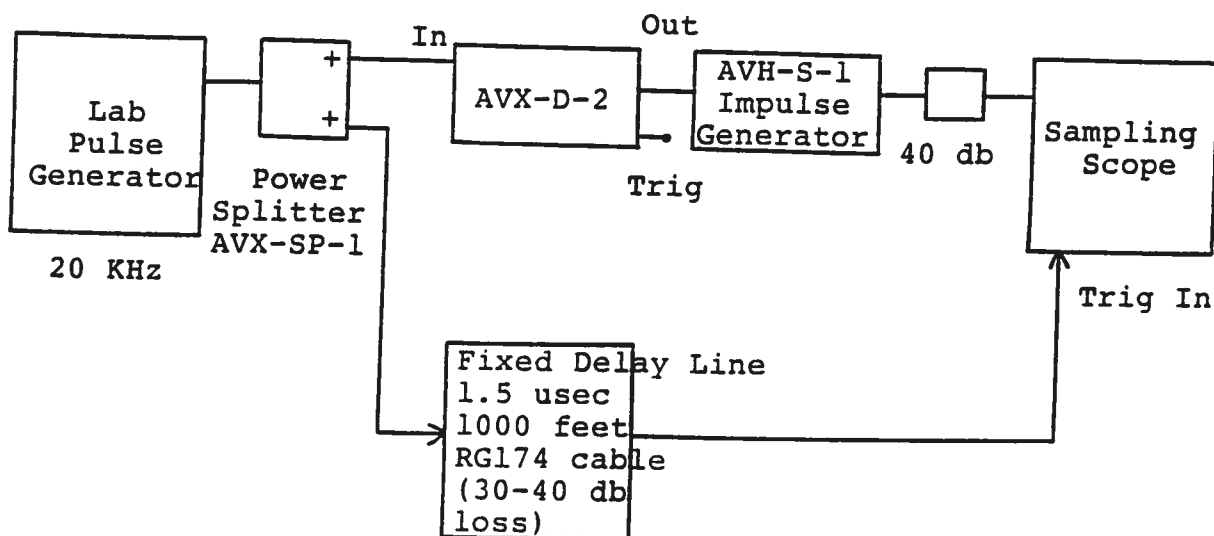 Lab
Pulse
Generator
20 KHz
+
+
Power
Splitter
AVX-SP-1
In
AVX-D-2
Out
Trig
AVH-S-1
Impulse
Generator
40 db
Sampling
Scope
Trig In
Fixed Delay Line
1.5 usec
1000 feet
RG174 cable
(30-40 db
loss)